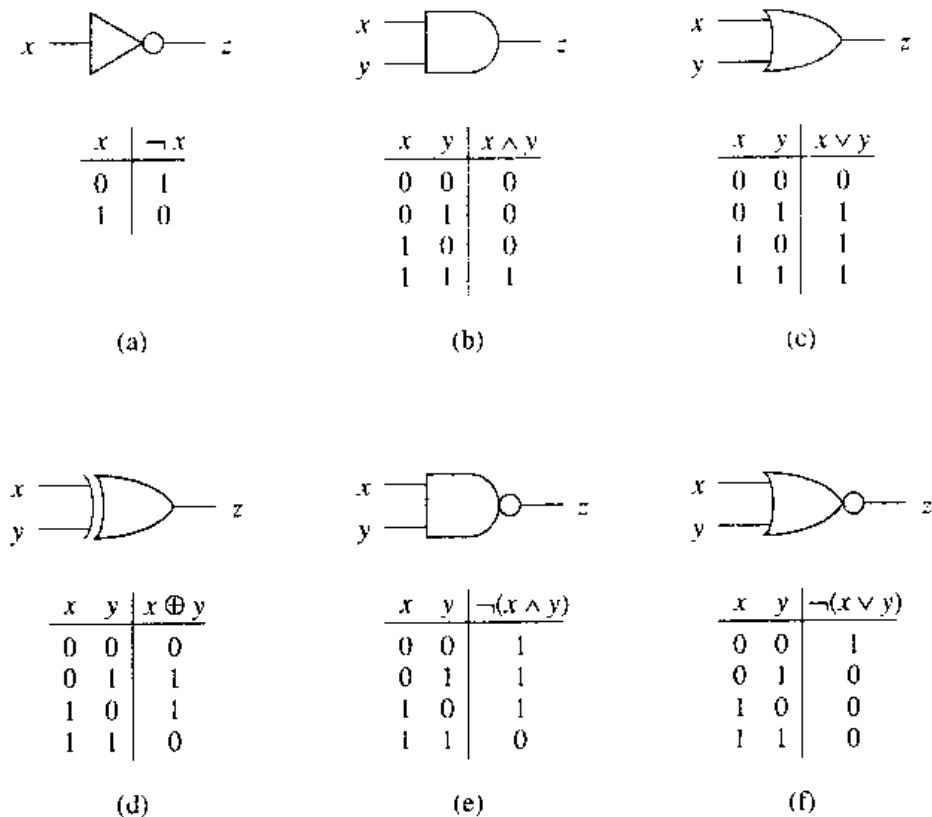 x z
x y z
x y z
x ¬ x
0 1
1 0
x y x ∧ y
0 0 0
0 1 0
1 0 0
1 1 1
x y x ∨ y
0 0 0
0 1 1
1 0 1
1 1 1
(a) (b) (c)
x y z
x y z
x y z
x y x ⊕ y
0 0 0
0 1 1
1 0 1
1 1 0
x y ¬(x ∧ y)
0 0 1
0 1 1
1 0 1
1 1 0
x y ¬(x ∨ y)
0 0 1
0 1 0
1 0 0
1 1 0
(d) (e) (f)